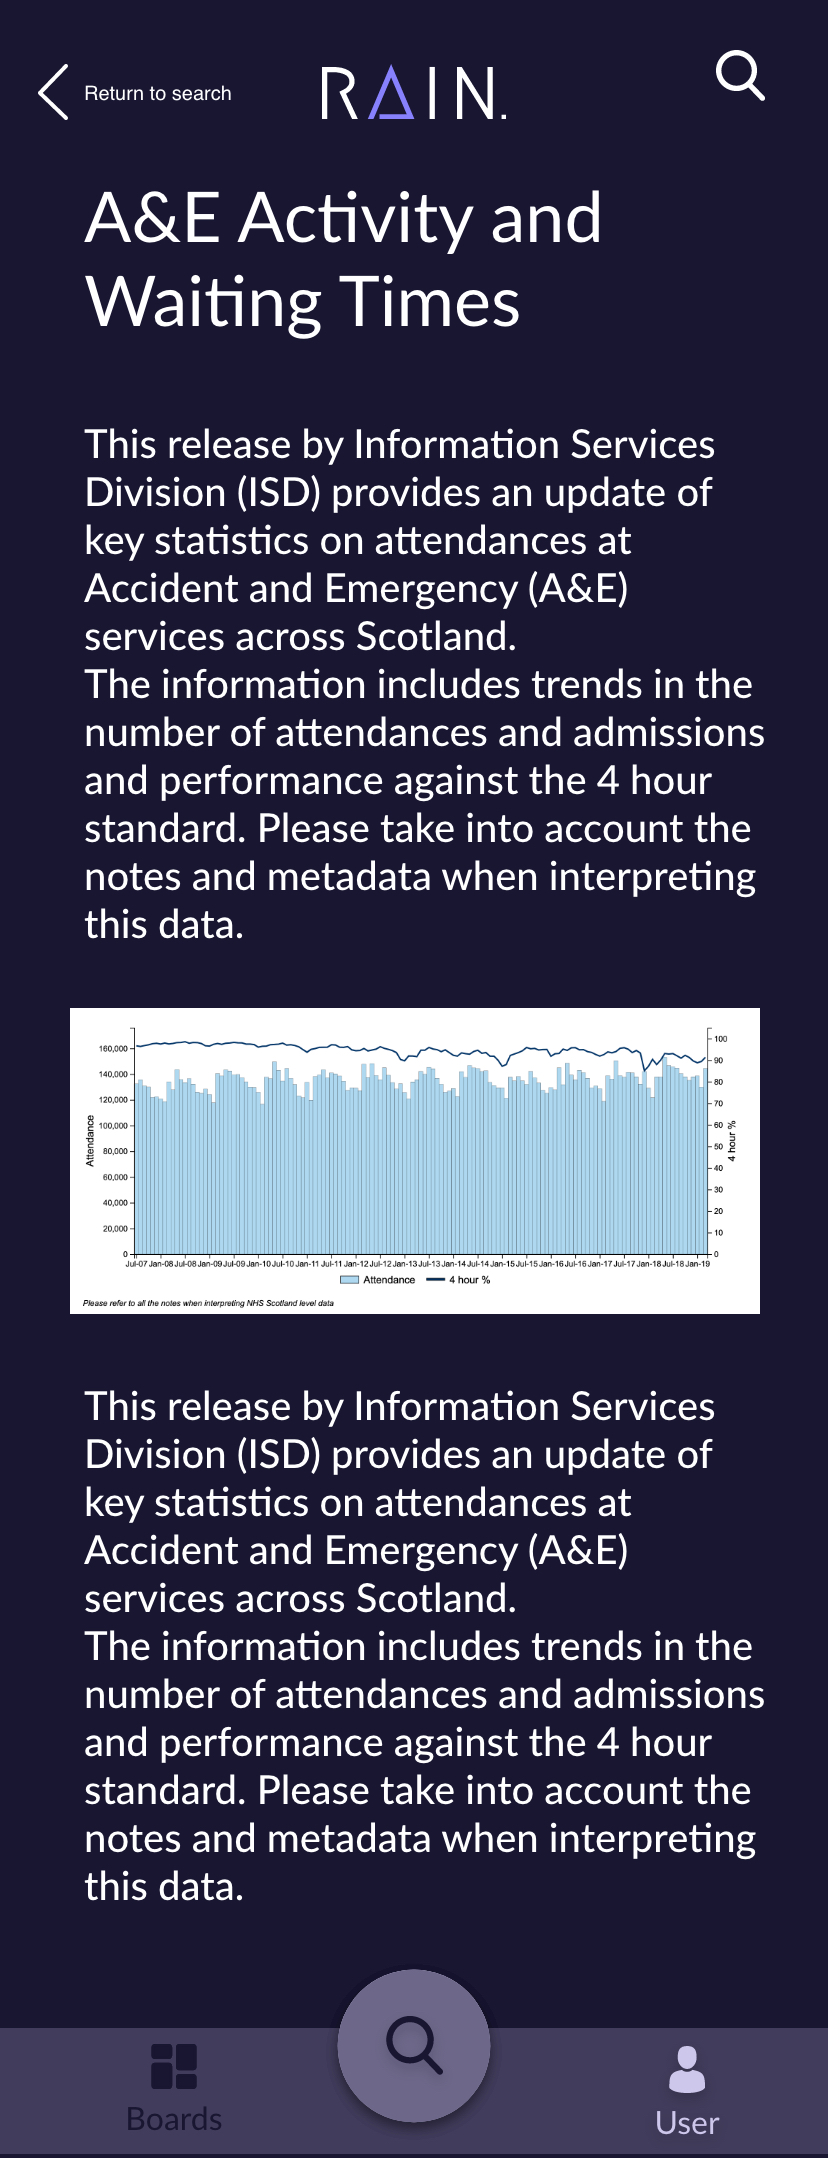 Return to search
RAIN.
A&E Activity and
Waiting Times
This release by Information Services
Division (ISD) provides an update of
key statistics on attendances at
Accident and Emergency (A&E)
services across Scotland.
The information includes trends in the
number of attendances and admissions
and performance against the 4 hour
standard. Please take into account the
notes and metadata when interpreting
this data.
160,000
140,000
120,000
100,000
80,000
60,000
40,000
20,000
0
Attendance
100
90
80
70
60
50
40
30
20
10
0
4 hour %
Jul-07 Jan-08 Jul-08 Jan-09 Jul-09 Jan-10 Jul-10 Jan-11 Jul-11 Jan-12 Jul-12 Jan-13 Jul-13 Jan-14 Jul-14 Jan-15 Jul-15 Jan-16 Jul-16 Jan-17 Jul-17 Jan-18 Jul-18 Jan-19
Attendance 4 hour %
Please refer to all the notes when interpreting NHS Scotland level data
This release by Information Services
Division (ISD) provides an update of
key statistics on attendances at
Accident and Emergency (A&E)
services across Scotland.
The information includes trends in the
number of attendances and admissions
and performance against the 4 hour
standard. Please take into account the
notes and metadata when interpreting
this data.
Boards
User